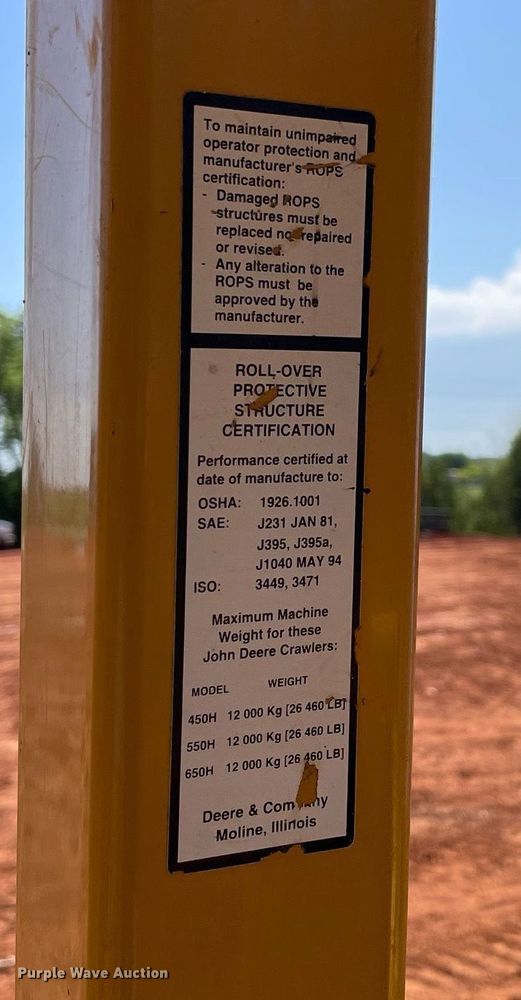 To maintain unimpaired
operator protection and
manufacturer's ROPS
certification:
- Damaged ROPS
structures must be
replaced not repaired
or revised.
- Any alteration to the
ROPS must be
approved by the
manufacturer.
ROLL-OVER
PROTECTIVE
STRUCTURE
CERTIFICATION
Performance certified at
date of manufacture to:
OSHA: 1926.1001
SAE: J231 JAN 81,
J395, J395a,
J1040 MAY 94
ISO: 3449, 3471
Maximum Machine
Weight for these
John Deere Crawlers:
MODEL WEIGHT
450H 12 000 Kg [26 460 LB]
550H 12 000 Kg [26 460 LB]
650H 12 000 Kg [26 460 LB]
Deere & Company
Moline, Illinois
Purple Wave Auction